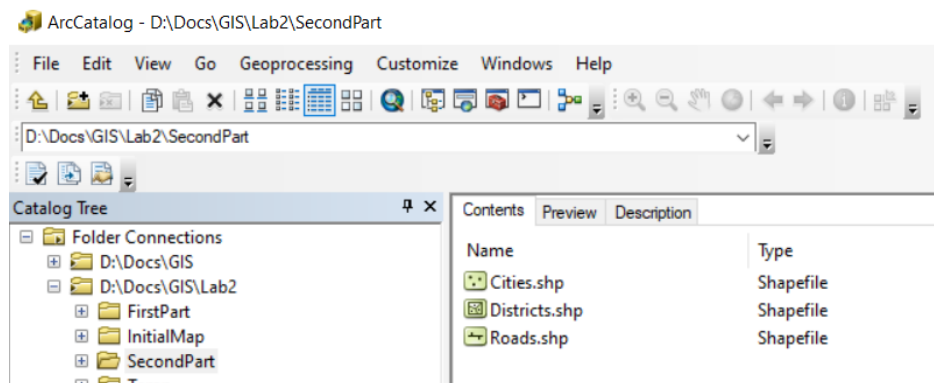 ArcCatalog - D:\Docs\GIS\Lab2\SecondPart
File Edit View Go Geoprocessing Customize Windows Help
D:\Docs\GIS\Lab2\SecondPart
Catalog Tree
Folder Connections
D:\Docs\GIS
D:\Docs\GIS\Lab2
FirstPart
InitialMap
SecondPart
Contents Preview Description
Name Type
Cities.shp Shapefile
Districts.shp Shapefile
Roads.shp Shapefile